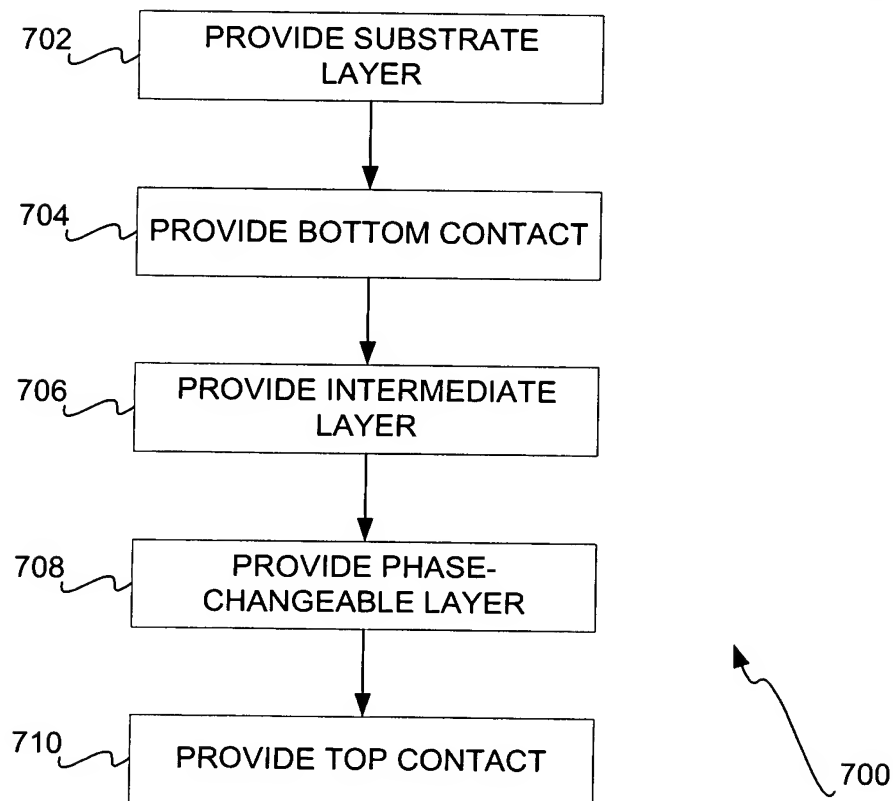 702
PROVIDE SUBSTRATE
LAYER
704
PROVIDE BOTTOM CONTACT
706
PROVIDE INTERMEDIATE
LAYER
708
PROVIDE PHASE-
CHANGEABLE LAYER
710
PROVIDE TOP CONTACT
700